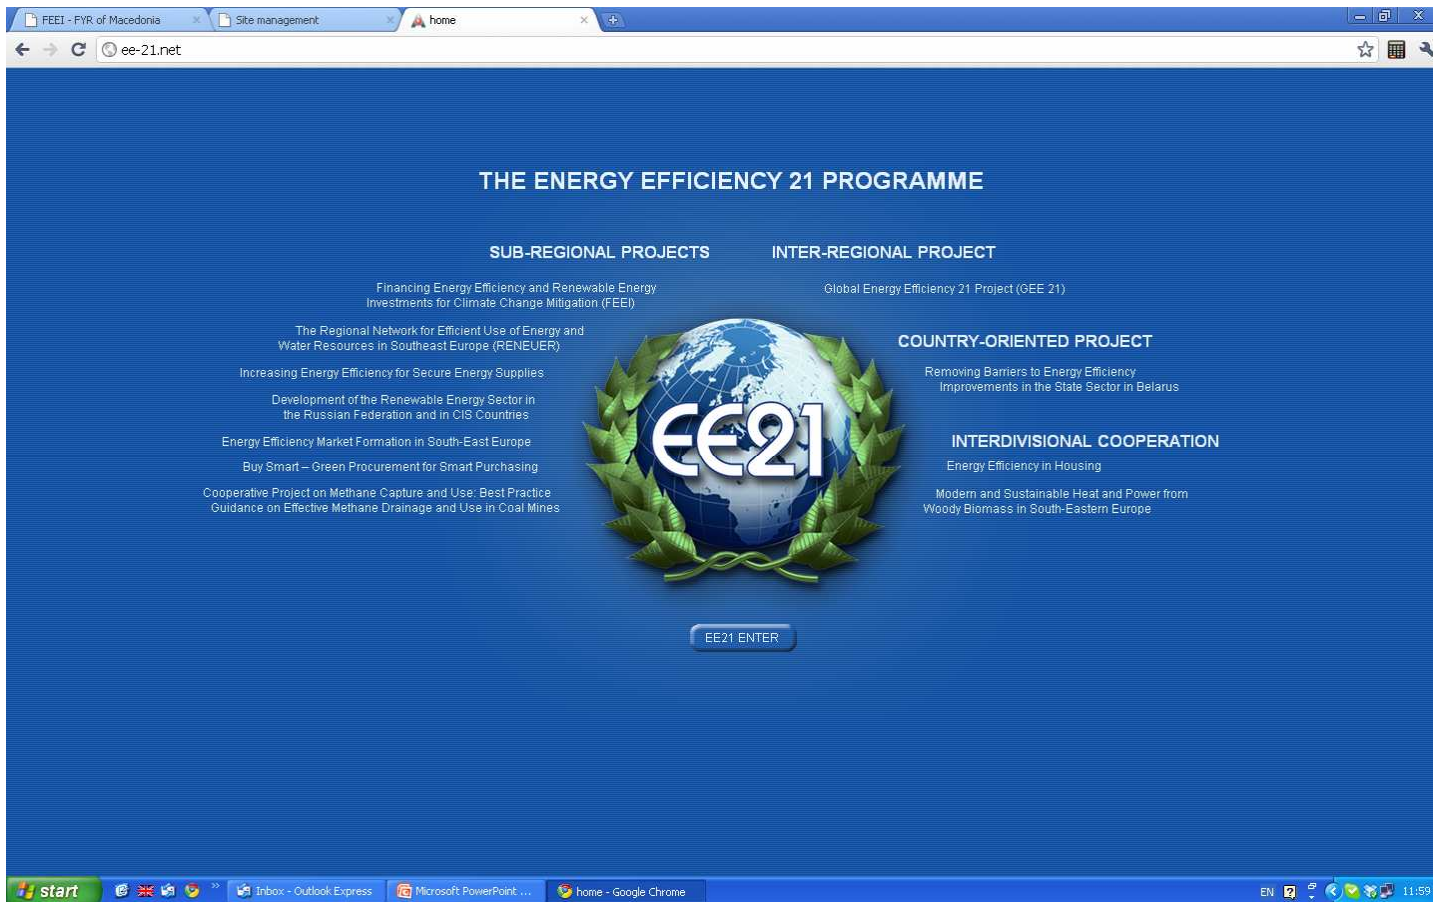 FEEI - FYR of Macedonia
Site management
home
ee-21.net
THE ENERGY EFFICIENCY 21 PROGRAMME
SUB-REGIONAL PROJECTS
Financing Energy Efficiency and Renewable Energy
Investments for Climate Change Mitigation (FEEI)
The Regional Network for Efficient Use of Energy and
Water Resources in Southeast Europe (RENEUER)
Increasing Energy Efficiency for Secure Energy Supplies
Development of the Renewable Energy Sector in
the Russian Federation and in CIS Countries
Energy Efficiency Market Formation in South-East Europe
Buy Smart – Green Procurement for Smart Purchasing
Cooperative Project on Methane Capture and Use: Best Practice
Guidance on Effective Methane Drainage and Use in Coal Mines
INTER-REGIONAL PROJECT
Global Energy Efficiency 21 Project (GEE 21)
COUNTRY-ORIENTED PROJECT
Removing Barriers to Energy Efficiency
Improvements in the State Sector in Belarus
INTERDIVISIONAL COOPERATION
Energy Efficiency in Housing
Modern and Sustainable Heat and Power from
Woody Biomass in South-Eastern Europe
EE21
EE21 ENTER
start
Inbox - Outlook Express
Microsoft PowerPoint ...
home - Google Chrome
EN
11:59